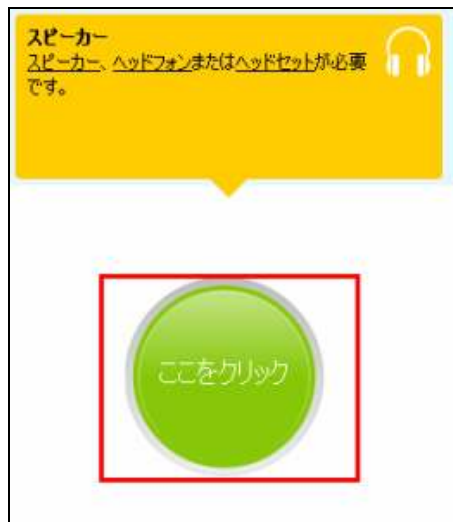 スピーカー
スピーカー、ヘッドフォンまたはヘッドセットが必要
です。
ここをクリック